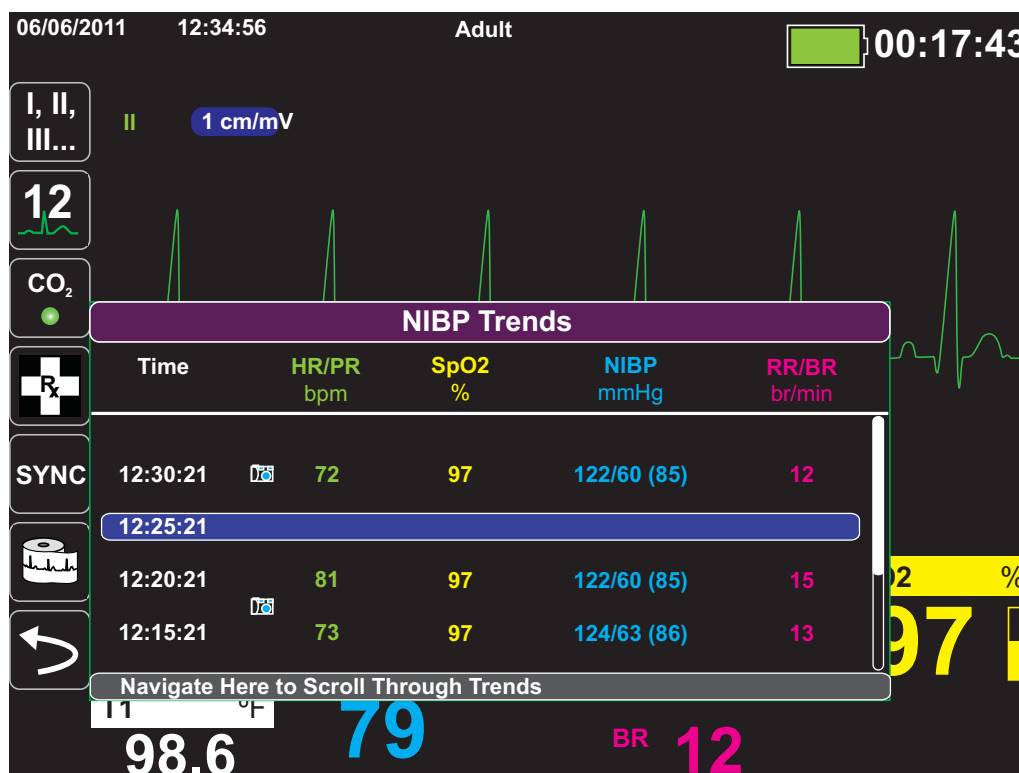 06/06/2011 12:34:56 Adult 00:17:43
I, II,
III...
II 1 cm/mV
12
CO2
NIBP Trends
Time HR/PR SpO2 NIBP RR/BR
bpm % mmHg br/min
Rx
SYNC 12:30:21 72 97 122/60 (85) 12
12:25:21
12:20:21 81 97 122/60 (85) 15
12:15:21 73 97 124/63 (86) 13
O2 %
97
Navigate Here to Scroll Through Trends
T1 ºF
98.6 79 BR 12